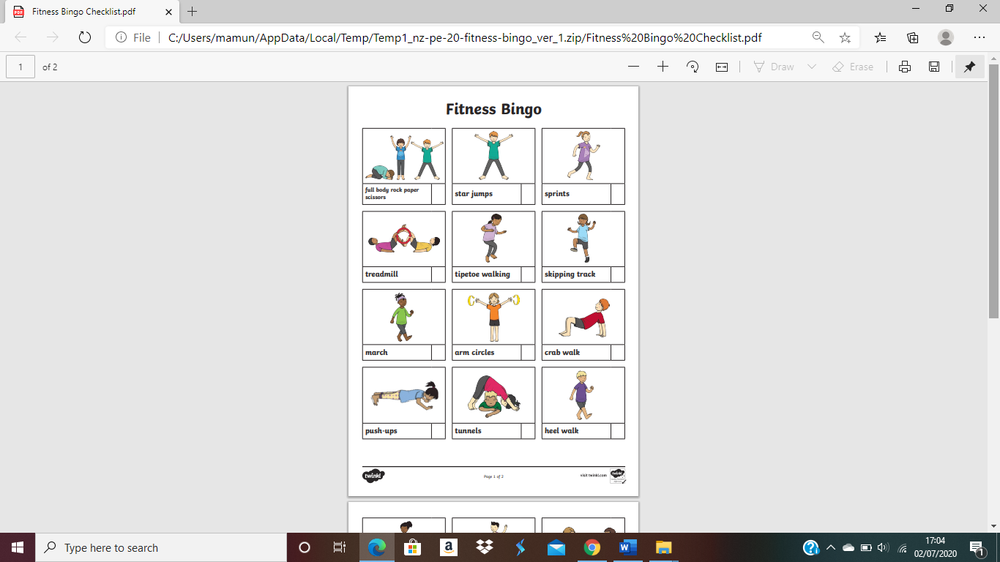 Fitness Bingo Checklist.pdf
File
C:/Users/mamun/AppData/Local/Temp/Temp1_nz-pe-20-fitness-bingo_ver_1.zip/Fitness%20Bingo%20Checklist.pdf
1 of 2
Draw
Erase
Fitness Bingo
full body rock paper
scissors
star jumps
sprints
treadmill
tipetoe walking
skipping track
march
arm circles
crab walk
push-ups
tunnels
heel walk
twinkl
Page 1 of 2
visit twinkl.com
twinkl
Type here to search
17:04
02/07/2020
1